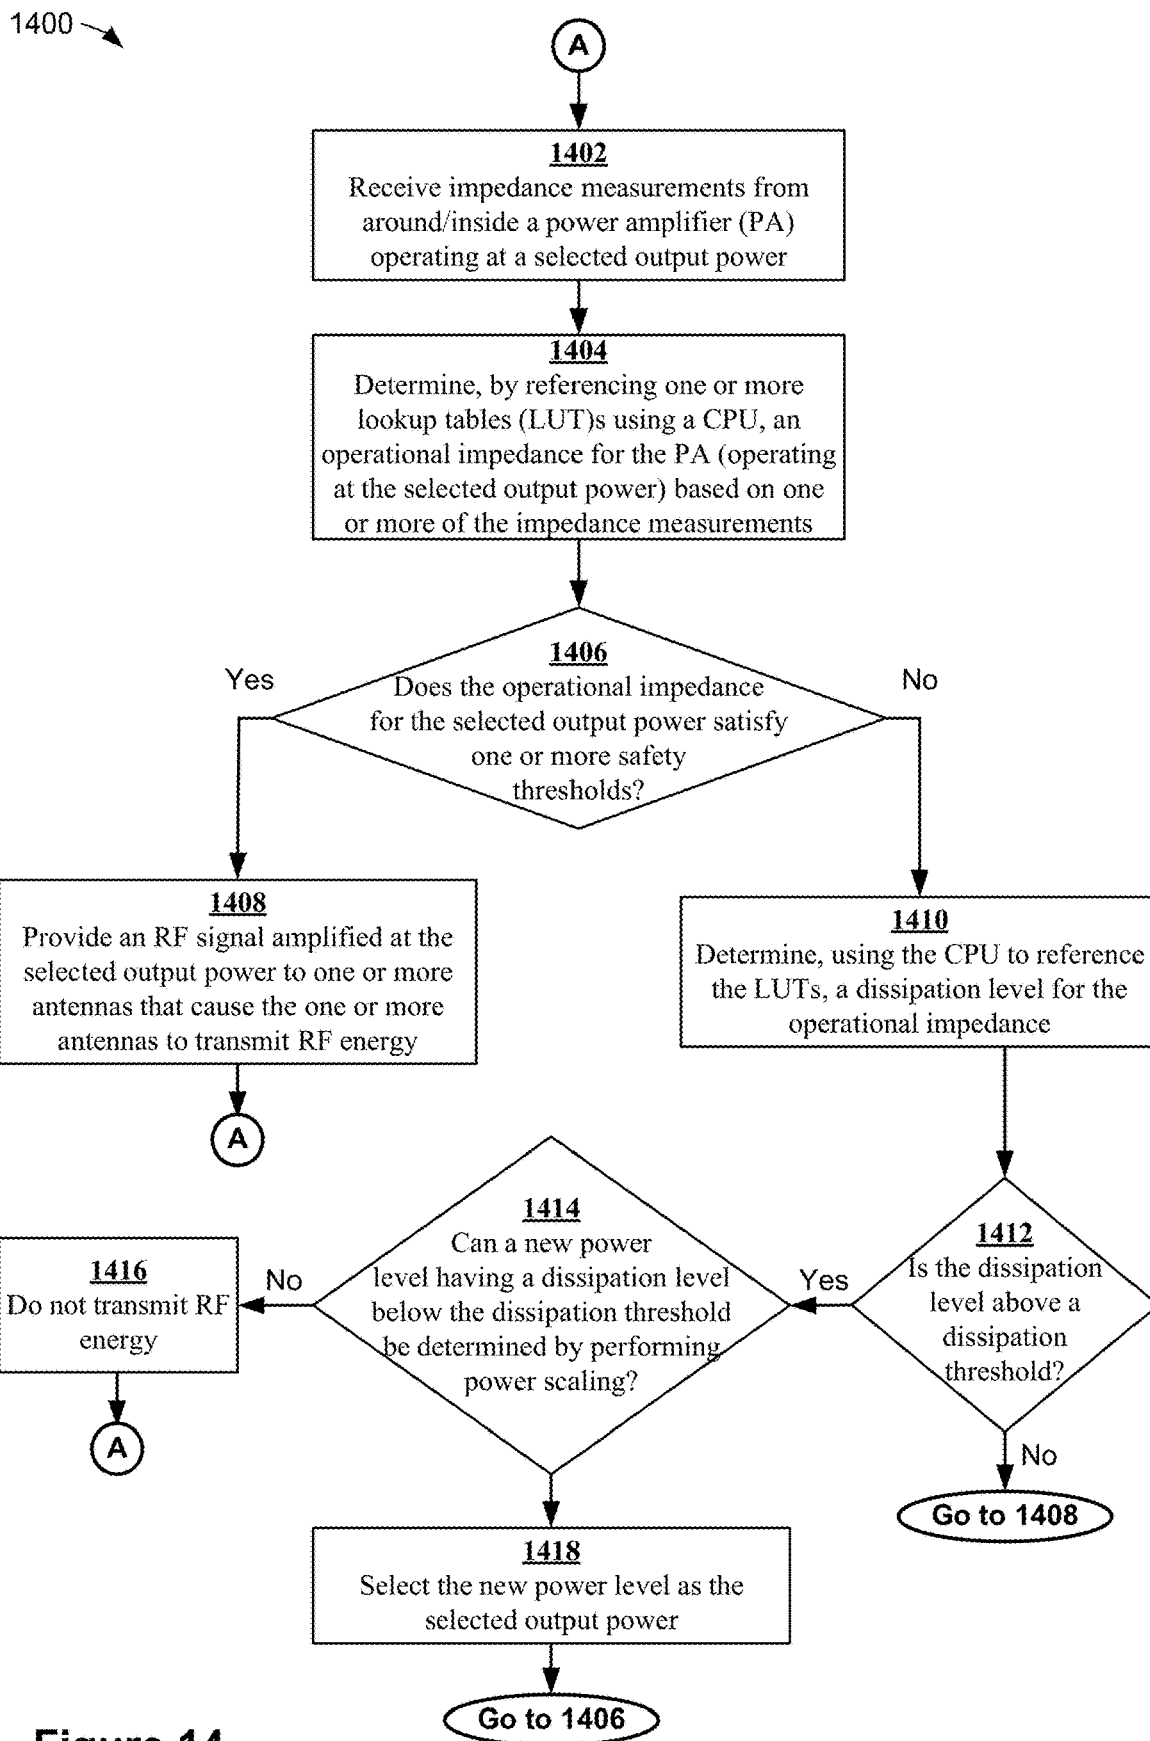 1400
A
1402
Receive impedance measurements from
around/inside a power amplifier (PA)
operating at a selected output power
1404
Determine, by referencing one or more
lookup tables (LUT)s using a CPU, an
operational impedance for the PA (operating
at the selected output power) based on one
or more of the impedance measurements
1406
Does the operational impedance
for the selected output power satisfy
one or more safety
thresholds?
Yes
No
1408
Provide an RF signal amplified at the
selected output power to one or more
antennas that cause the one or more
antennas to transmit RF energy
A
1410
Determine, using the CPU to reference
the LUTs, a dissipation level for the
operational impedance
1412
Is the dissipation
level above a
dissipation
threshold?
Yes
No
Go to 1408
1414
Can a new power
level having a dissipation level
below the dissipation threshold
be determined by performing
power scaling?
No
1416
Do not transmit RF
energy
A
1418
Select the new power level as the
selected output power
Go to 1406
Figure 14